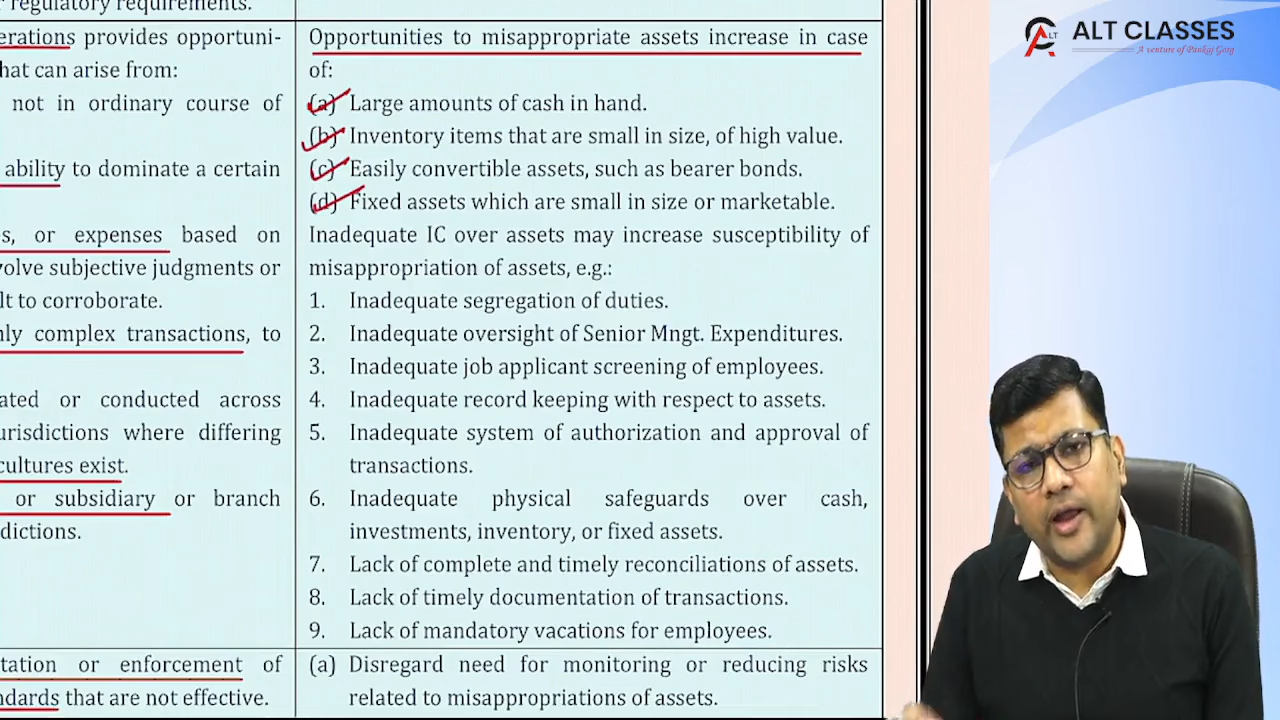 r regulatory requirements.
erations provides opportuni-
hat can arise from:
not in ordinary course of
ability to dominate a certain
es, or expenses based on
volve subjective judgments or
lt to corroborate.
nly complex transactions, to
ated or conducted across
urisdictions where differing
cultures exist.
or subsidiary or branch
dictions.
tation or enforcement of
ndards that are not effective.
Opportunities to misappropriate assets increase in case
of:
(a) Large amounts of cash in hand.
(b) Inventory items that are small in size, of high value.
(c) Easily convertible assets, such as bearer bonds.
(d) Fixed assets which are small in size or marketable.
Inadequate IC over assets may increase susceptibility of
misappropriation of assets, e.g.:
1. Inadequate segregation of duties.
2. Inadequate oversight of Senior Mngt. Expenditures.
3. Inadequate job applicant screening of employees.
4. Inadequate record keeping with respect to assets.
5. Inadequate system of authorization and approval of
transactions.
6. Inadequate physical safeguards over cash,
investments, inventory, or fixed assets.
7. Lack of complete and timely reconciliations of assets.
8. Lack of timely documentation of transactions.
9. Lack of mandatory vacations for employees.
(a) Disregard need for monitoring or reducing risks
related to misappropriations of assets.
ALT
ALT CLASSES
A venture of Pankaj Garg